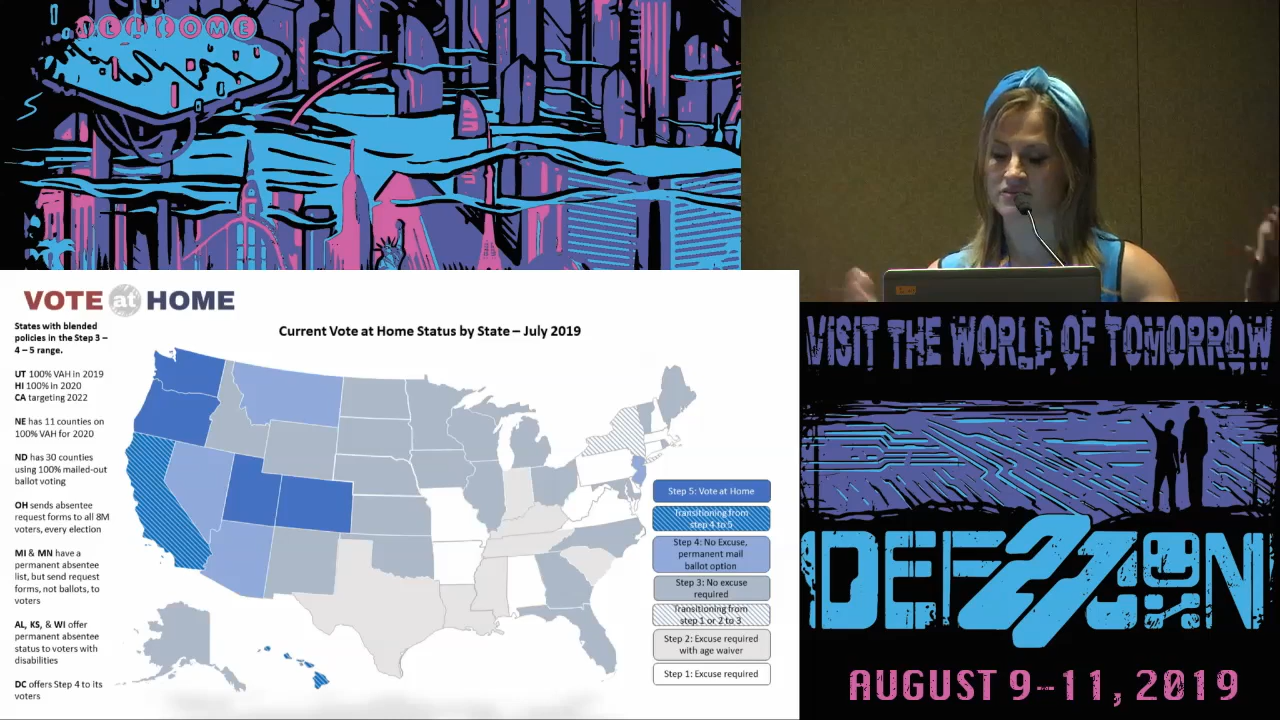 WELCOME
VOTE at HOME
States with blended
policies in the Step 3 –
4 – 5 range.
UT 100% VAH in 2019
HI 100% in 2020
CA targeting 2022
NE has 11 counties on
100% VAH for 2020
ND has 30 counties
using 100% mailed-out
ballot voting
OH sends absentee
request forms to all 8M
voters, every election
MI & MN have a
permanent absentee
list, but send request
forms, not ballots, to
voters
AL, KS, & WI offer
permanent absentee
status to voters with
disabilities
DC offers Step 4 to its
voters
Current Vote at Home Status by State – July 2019
Step 5: Vote at Home
Transitioning from
step 4 to 5
Step 4: No Excuse,
permanent mail
ballot option
Step 3: No excuse
required
Transitioning from
step 1 or 2 to 3
Step 2: Excuse required
with age waiver
Step 1: Excuse required
VISIT THE WORLD OF TOMORROW
DEF 27 CON
AUGUST 9-11, 2019